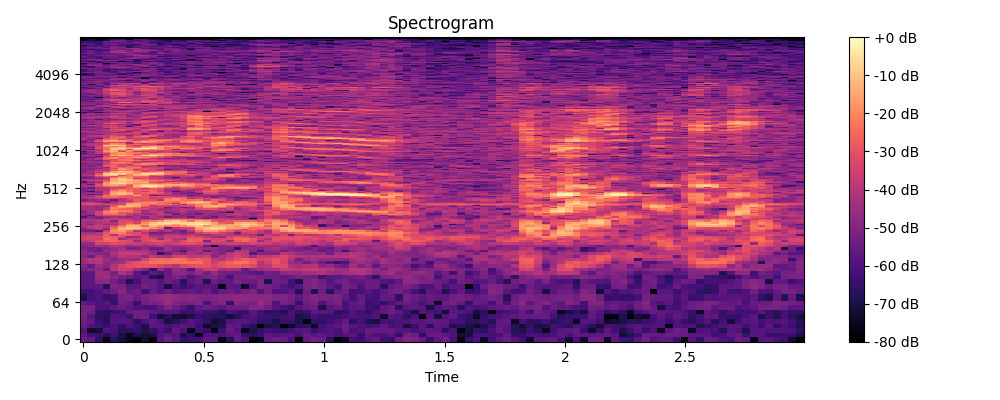 Spectrogram
Hz
4096
2048
1024
512
256
128
64
0
0
0.5
1
1.5
2
2.5
Time
+0 dB
-10 dB
-20 dB
-30 dB
-40 dB
-50 dB
-60 dB
-70 dB
-80 dB